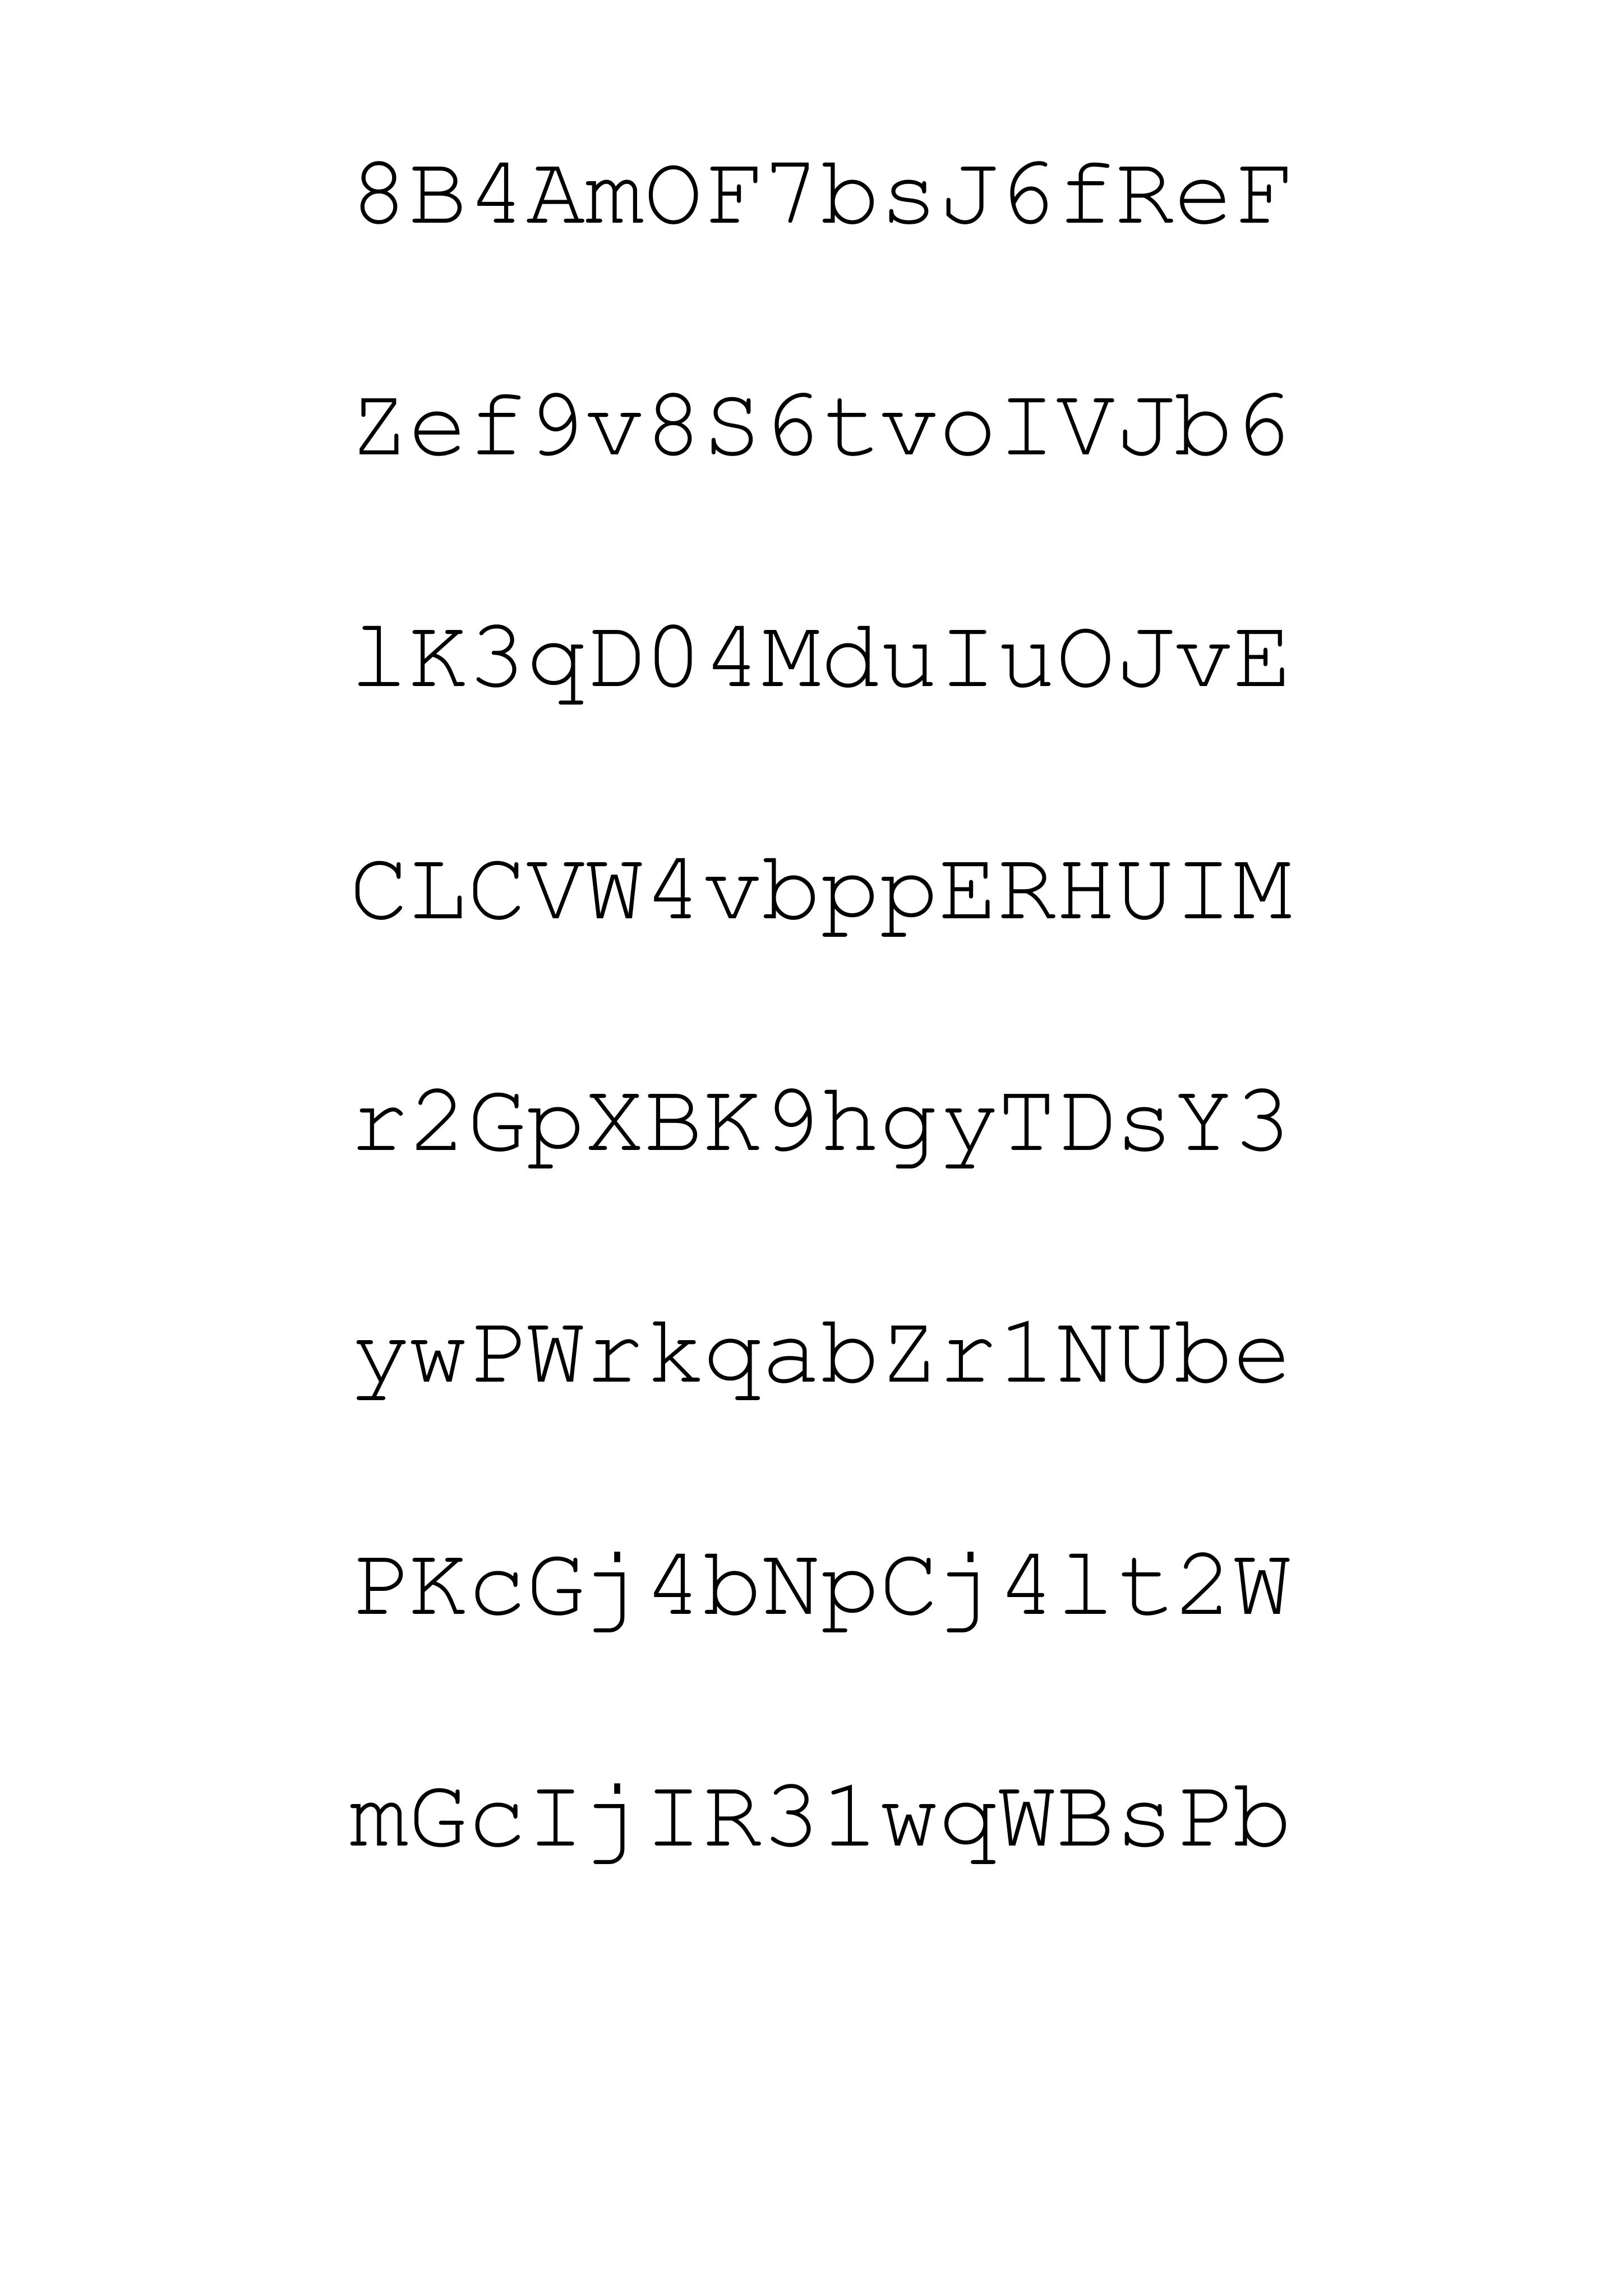 8B4AmOF7bsJ6fReF
Zef9v8S6tvoIVJb6
lK3qD04MduIuOJvE
CLCVW4vbppERHUIM
r2GpXBK9hgyTDsY3
ywPWrkqabZr1NUbe
PKcGj4bNpCj4lt2W
mGcIjIR31wqWBsPb